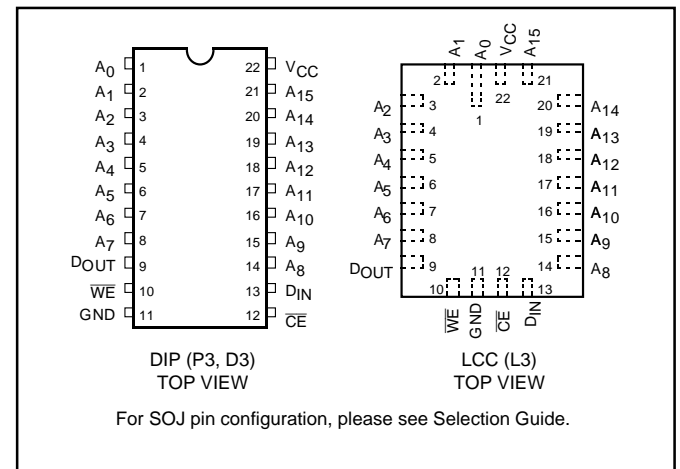 A0 1 22 VCC
A1 2 21 A15
A2 3 20 A14
A3 4 19 A13
A4 5 18 A12
A5 6 17 A11
A6 7 16 A10
A7 8 15 A9
DOUT 9 14 A8
WE 10 13 DIN
GND 11 12 CE
DIP (P3, D3)
TOP VIEW
A1 A0 VCC A15
2 1 22 21
A2 3 20 A14
A3 4 19 A13
A4 5 18 A12
A5 6 17 A11
A6 7 16 A10
A7 8 15 A9
DOUT 9 14 A8
10 11 12 13
WE GND CE DIN
LCC (L3)
TOP VIEW
For SOJ pin configuration, please see Selection Guide.